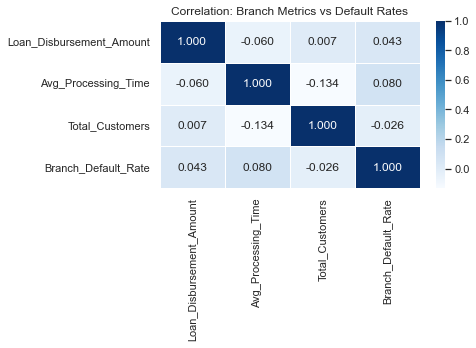 Correlation: Branch Metrics vs Default Rates
Loan_Disbursement_Amount 1.000 -0.060 0.007 0.043
Avg_Processing_Time -0.060 1.000 -0.134 0.080
Total_Customers 0.007 -0.134 1.000 -0.026
Branch_Default_Rate 0.043 0.080 -0.026 1.000
Loan_Disbursement_Amount
Avg_Processing_Time
Total_Customers
Branch_Default_Rate
1.0
0.8
0.6
0.4
0.2
0.0